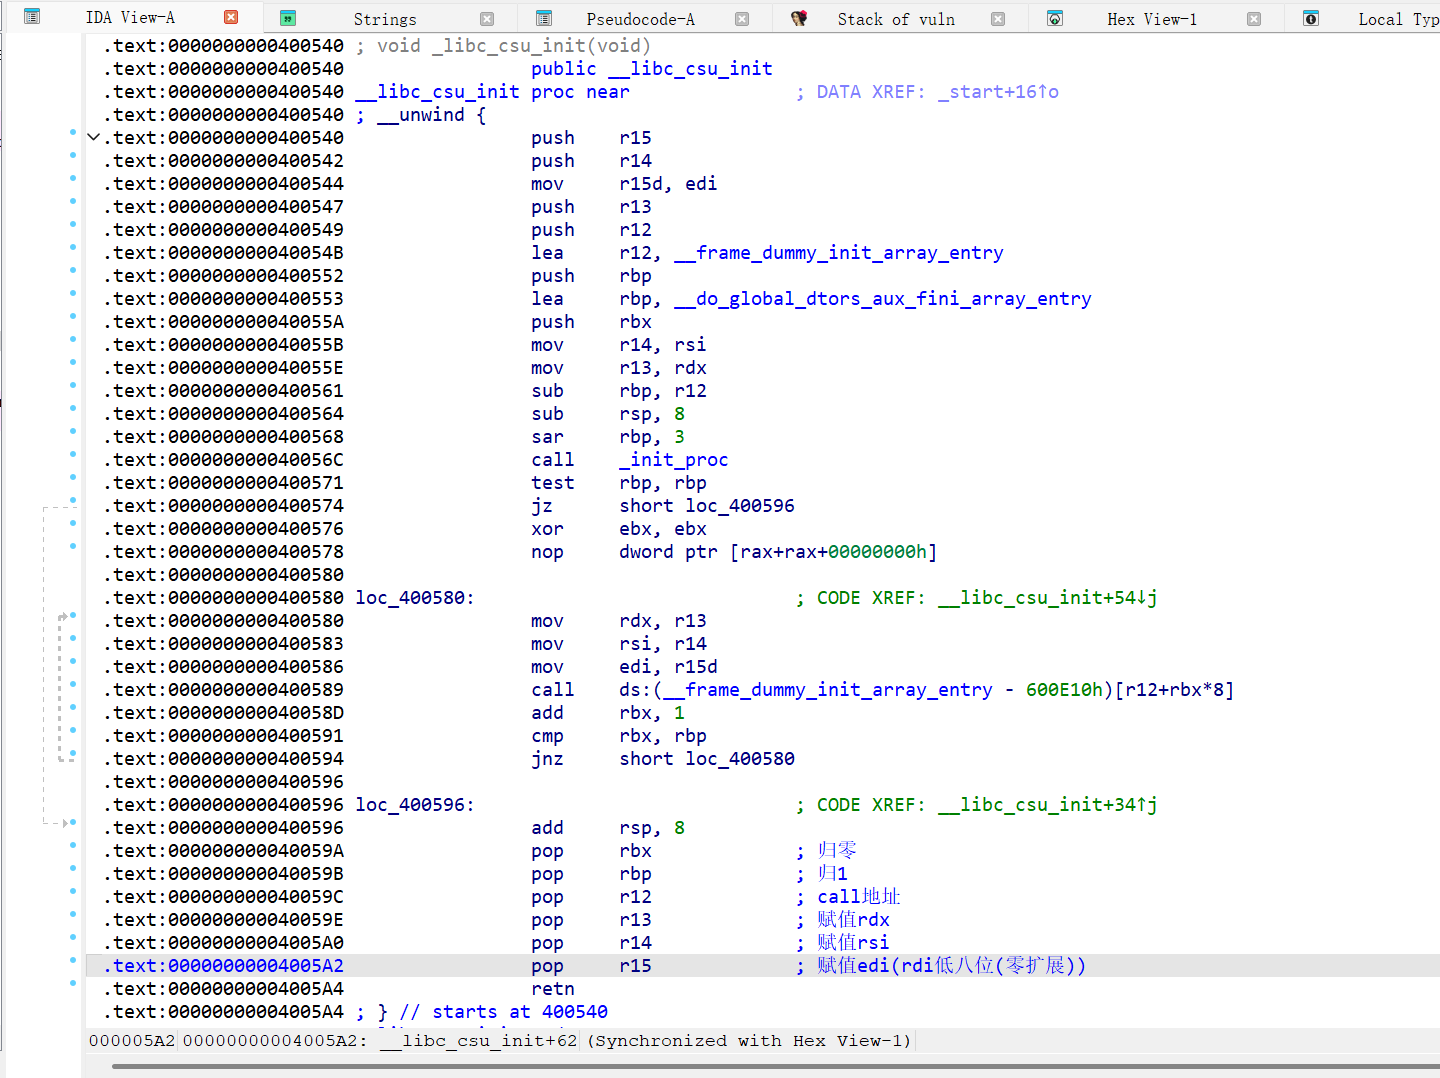 IDA View-A Strings Pseudocode-A Stack of vuln Hex View-1 Local Typ
.text:0000000000400540 ; void _libc_csu_init(void)
.text:0000000000400540 public __libc_csu_init
.text:0000000000400540 __libc_csu_init proc near ; DATA XREF: _start+16↑o
.text:0000000000400540 ; __unwind {
.text:0000000000400540 push r15
.text:0000000000400542 push r14
.text:0000000000400544 mov r15d, edi
.text:0000000000400547 push r13
.text:0000000000400549 push r12
.text:000000000040054B lea r12, __frame_dummy_init_array_entry
.text:0000000000400552 push rbp
.text:0000000000400553 lea rbp, __do_global_dtors_aux_fini_array_entry
.text:000000000040055A push rbx
.text:000000000040055B mov r14, rsi
.text:000000000040055E mov r13, rdx
.text:0000000000400561 sub rbp, r12
.text:0000000000400564 sub rsp, 8
.text:0000000000400568 sar rbp, 3
.text:000000000040056C call _init_proc
.text:0000000000400571 test rbp, rbp
.text:0000000000400574 jz short loc_400596
.text:0000000000400576 xor ebx, ebx
.text:0000000000400578 nop dword ptr [rax+rax+00000000h]
.text:0000000000400580
.text:0000000000400580 loc_400580: ; CODE XREF: __libc_csu_init+54↓j
.text:0000000000400580 mov rdx, r13
.text:0000000000400583 mov rsi, r14
.text:0000000000400586 mov edi, r15d
.text:0000000000400589 call ds:(__frame_dummy_init_array_entry - 600E10h)[r12+rbx*8]
.text:000000000040058D add rbx, 1
.text:0000000000400591 cmp rbx, rbp
.text:0000000000400594 jnz short loc_400580
.text:0000000000400596
.text:0000000000400596 loc_400596: ; CODE XREF: __libc_csu_init+34↑j
.text:0000000000400596 add rsp, 8
.text:000000000040059A pop rbx ; 归零
.text:000000000040059B pop rbp ; 归1
.text:000000000040059C pop r12 ; call地址
.text:000000000040059E pop r13 ; 赋值rdx
.text:00000000004005A0 pop r14 ; 赋值rsi
.text:00000000004005A2 pop r15 ; 赋值edi(rdi低八位(零扩展))
.text:00000000004005A4 retn
.text:00000000004005A4 ; } // starts at 400540
000005A2 00000000004005A2: __libc_csu_init+62 (Synchronized with Hex View-1)